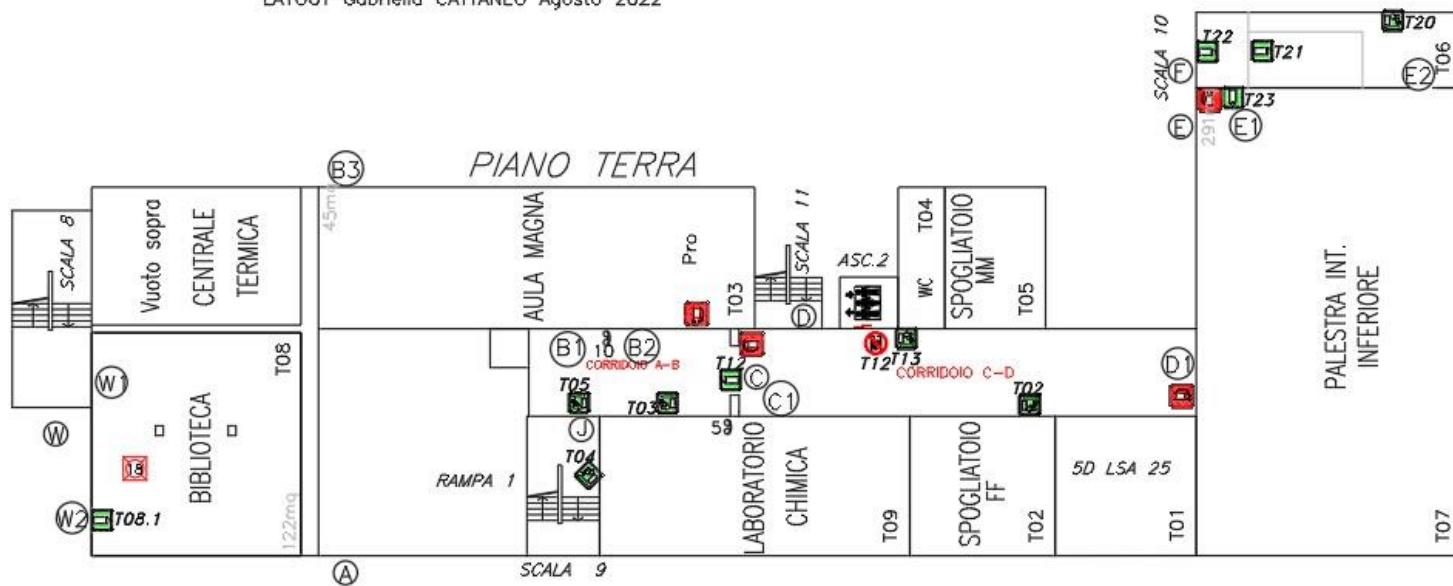 LAYOUT Gabriella CATTANEO Agosto 2022
SCALA 10
T22
T21
T20
T06
F
E2
T23
E
E1
291
PIANO TERRA
B3
45mq
SCALA 8
Vuoto sopra
CENTRALE
TERMICA
AULA MAGNA
Pro
T03
SCALA 11
D
ASC.2
WC
T04
SPOGLIATOIO
MM
T05
PALESTRA INT.
INFERIORE
T07
W1
T08
B1
10
B2
CORRIDOIO A-B
T12
C
C1
T12
T13
CORRIDOIO C-D
D1
T05
T03
T02
W
BIBLIOTECA
18
W2
T08.1
122mq
J
T04
RAMPA 1
59
LABORATORIO
CHIMICA
T09
SPOGLIATOIO
FF
T02
5D LSA 25
T01
A
SCALA 9